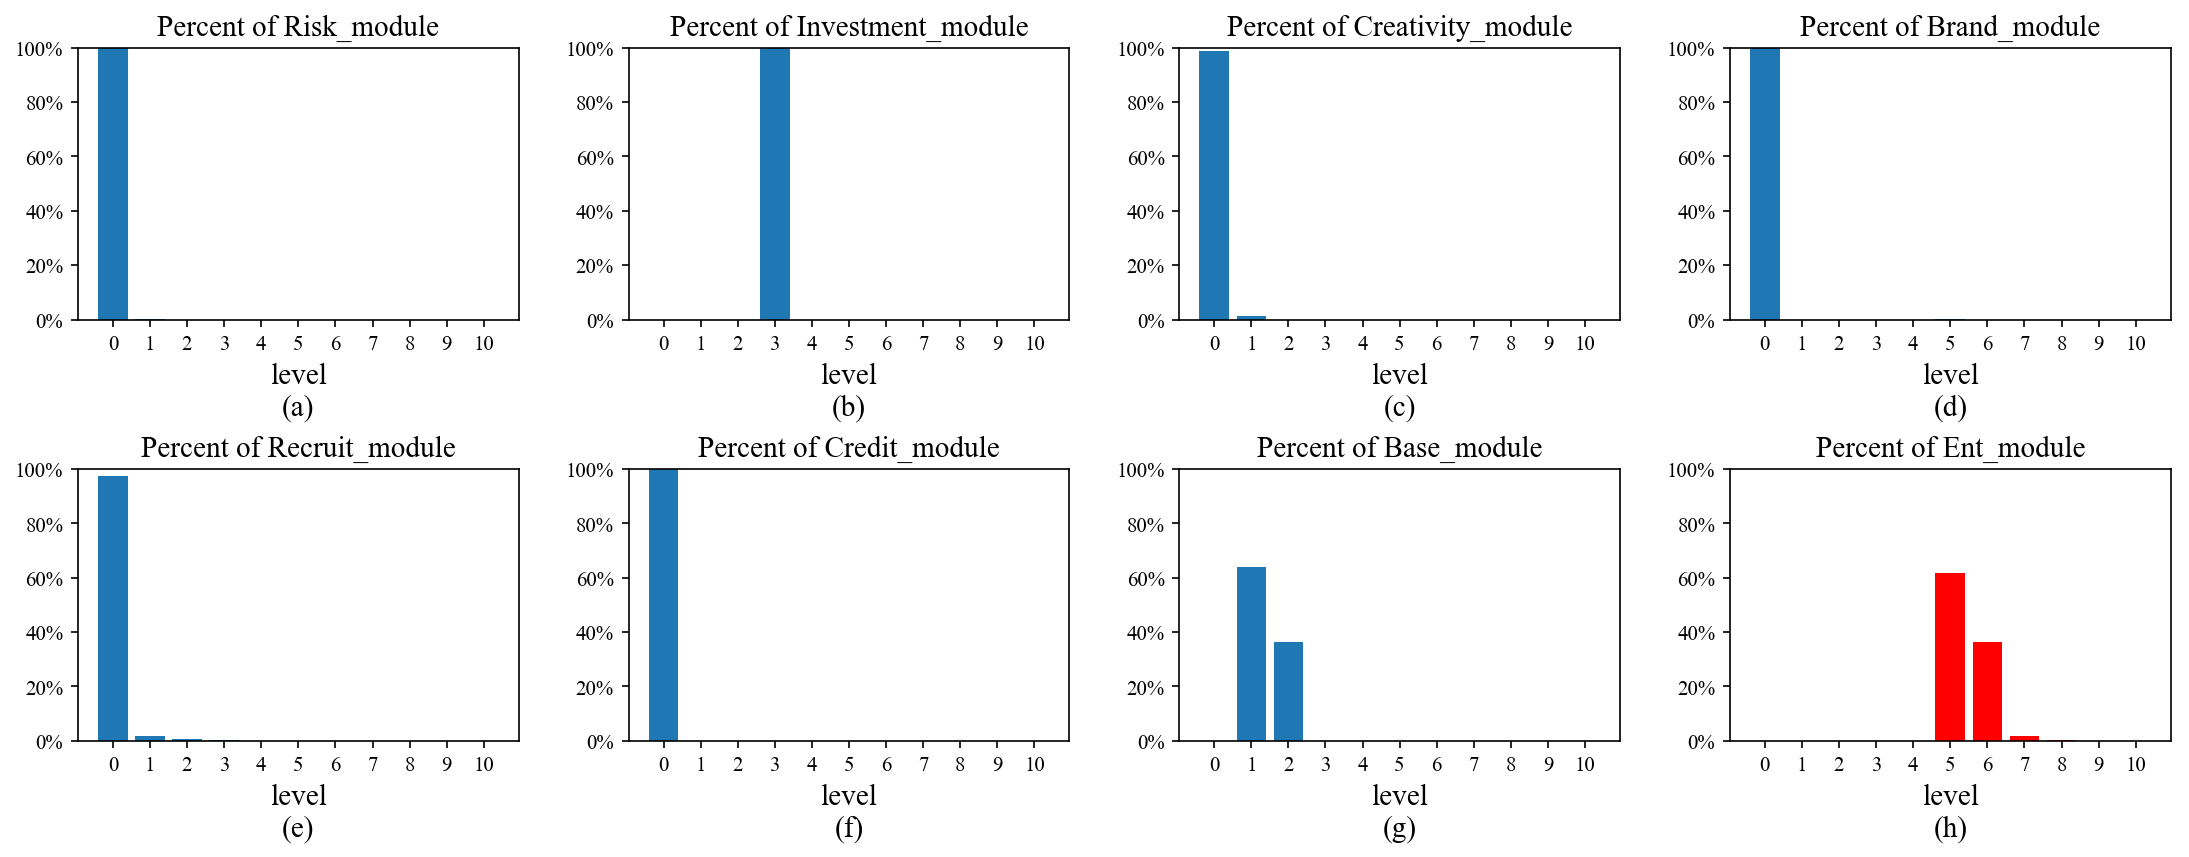 Percent of Risk_module
100%
80%
60%
40%
20%
0%
0 1 2 3 4 5 6 7 8 9 10
level
(a)
Percent of Investment_module
100%
80%
60%
40%
20%
0%
0 1 2 3 4 5 6 7 8 9 10
level
(b)
Percent of Creativity_module
100%
80%
60%
40%
20%
0%
0 1 2 3 4 5 6 7 8 9 10
level
(c)
Percent of Brand_module
100%
80%
60%
40%
20%
0%
0 1 2 3 4 5 6 7 8 9 10
level
(d)
Percent of Recruit_module
100%
80%
60%
40%
20%
0%
0 1 2 3 4 5 6 7 8 9 10
level
(e)
Percent of Credit_module
100%
80%
60%
40%
20%
0%
0 1 2 3 4 5 6 7 8 9 10
level
(f)
Percent of Base_module
100%
80%
60%
40%
20%
0%
0 1 2 3 4 5 6 7 8 9 10
level
(g)
Percent of Ent_module
100%
80%
60%
40%
20%
0%
0 1 2 3 4 5 6 7 8 9 10
level
(h)